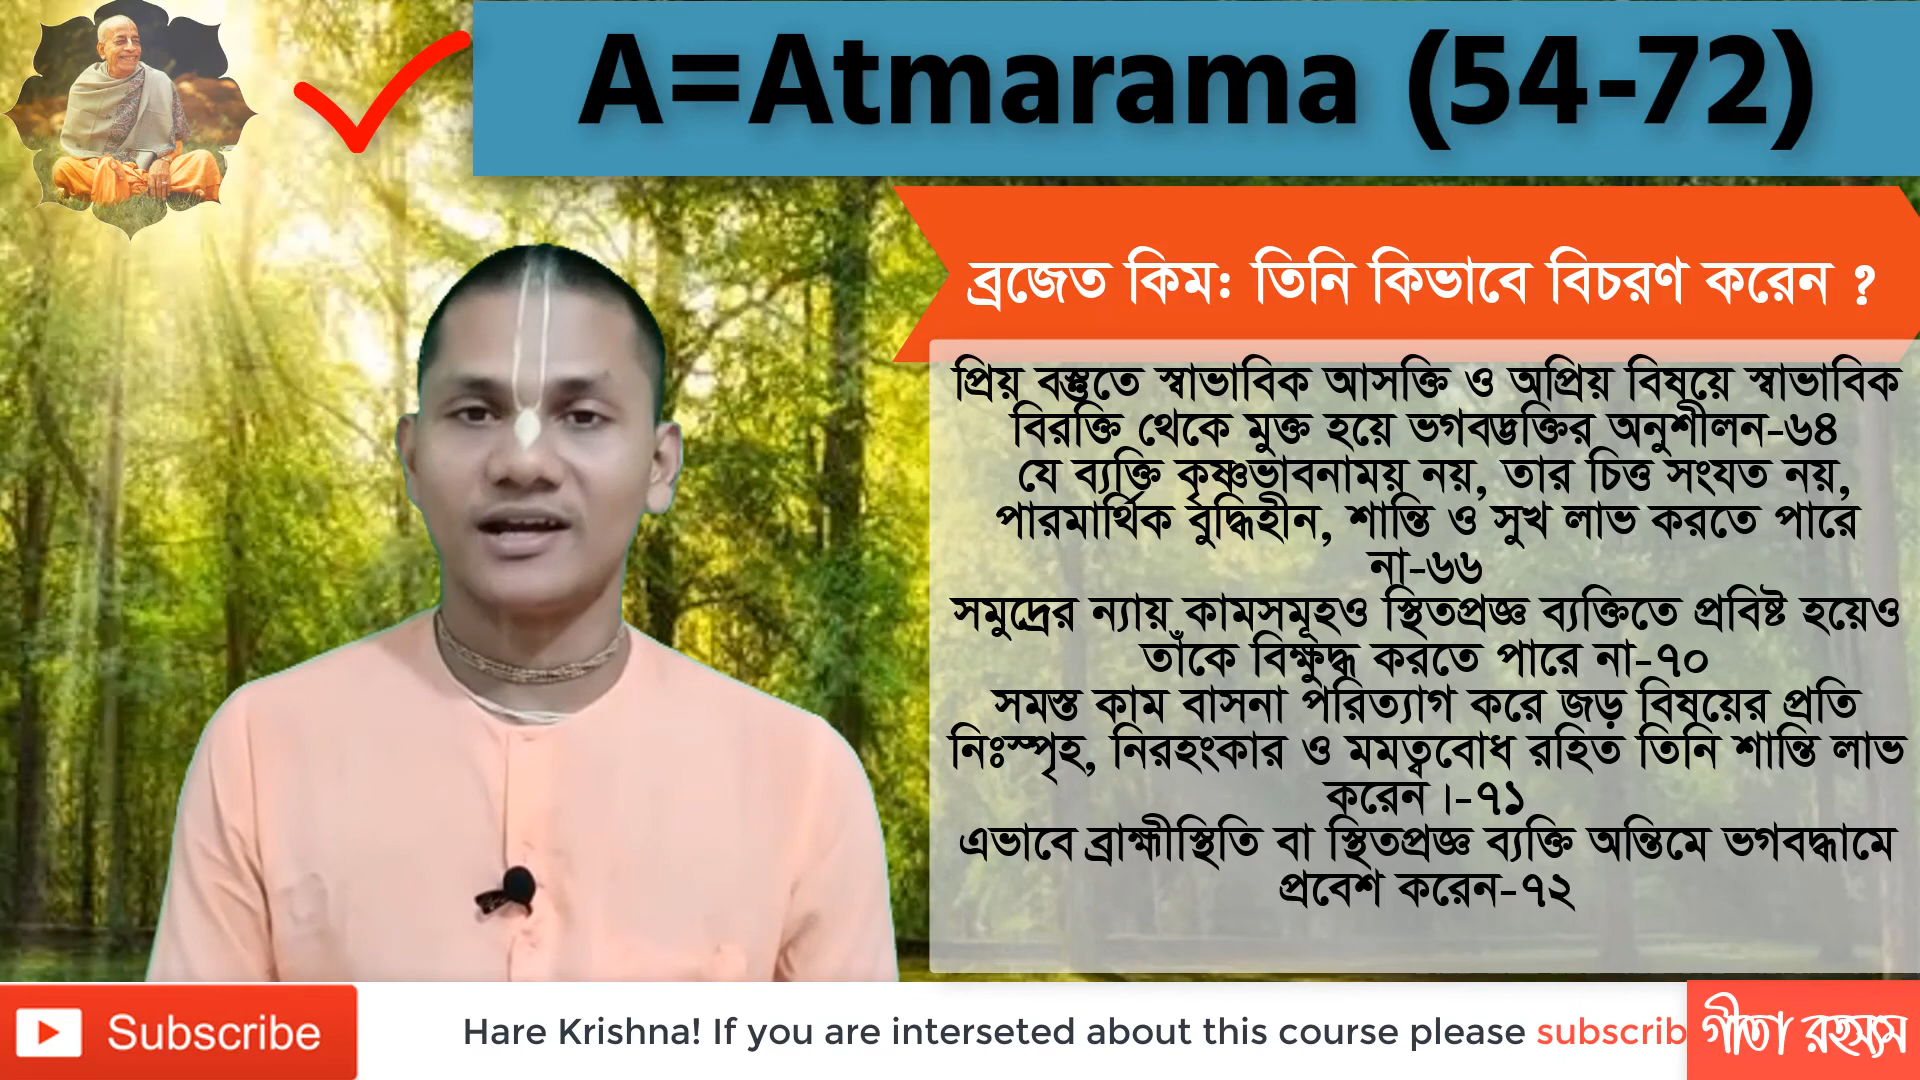 A=Atmarama (54-72)
ব্রজেত কিম: তিনি কিভাবে বিচরণ করেন ?
প্রিয় বস্তুতে স্বাভাবিক আসক্তি ও অপ্রিয় বিষয়ে স্বাভাবিক
বিরক্তি থেকে মুক্ত হয়ে ভগবদ্ভক্তির অনুশীলন-৬৪
যে ব্যক্তি কৃষ্ণভাবনাময় নয়, তার চিত্ত সংযত নয়,
পারমার্থিক বুদ্ধিহীন, শান্তি ও সুখ লাভ করতে পারে
না-৬৬
সমুদ্রের ন্যায় কামসমূহও স্থিতপ্রজ্ঞ ব্যক্তিতে প্রবিষ্ট হয়েও
তাঁকে বিক্ষুদ্ধ করতে পারে না-৭০
সমস্ত কাম বাসনা পরিত্যাগ করে জড় বিষয়ের প্রতি
নিঃস্পৃহ, নিরহংকার ও মমত্ববোধ রহিত তিনি শান্তি লাভ
করেন।-৭১
এভাবে ব্রাহ্মীস্থিতি বা স্থিতপ্রজ্ঞ ব্যক্তি অন্তিমে ভগবদ্ধামে
প্রবেশ করেন-৭২
Subscribe
Hare Krishna! If you are interseted about this course please subscrib
গীতা রহস্যম